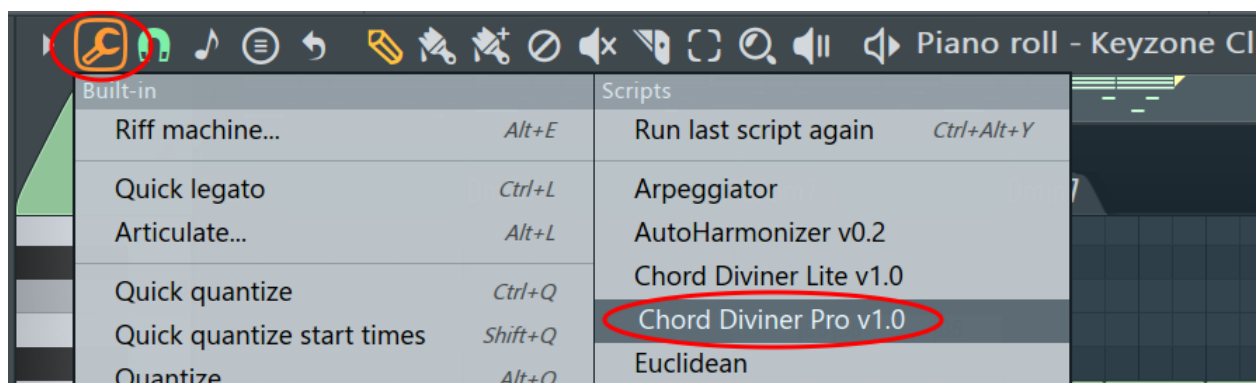 Piano roll - Keyzone Cl
Built-in
Riff machine... Alt+E
Quick legato Ctrl+L
Articulate... Alt+L
Quick quantize Ctrl+Q
Quick quantize start times Shift+Q
Quantize Alt+Q
Scripts
Run last script again Ctrl+Alt+Y
Arpeggiator
AutoHarmonizer v0.2
Chord Diviner Lite v1.0
Chord Diviner Pro v1.0
Euclidean